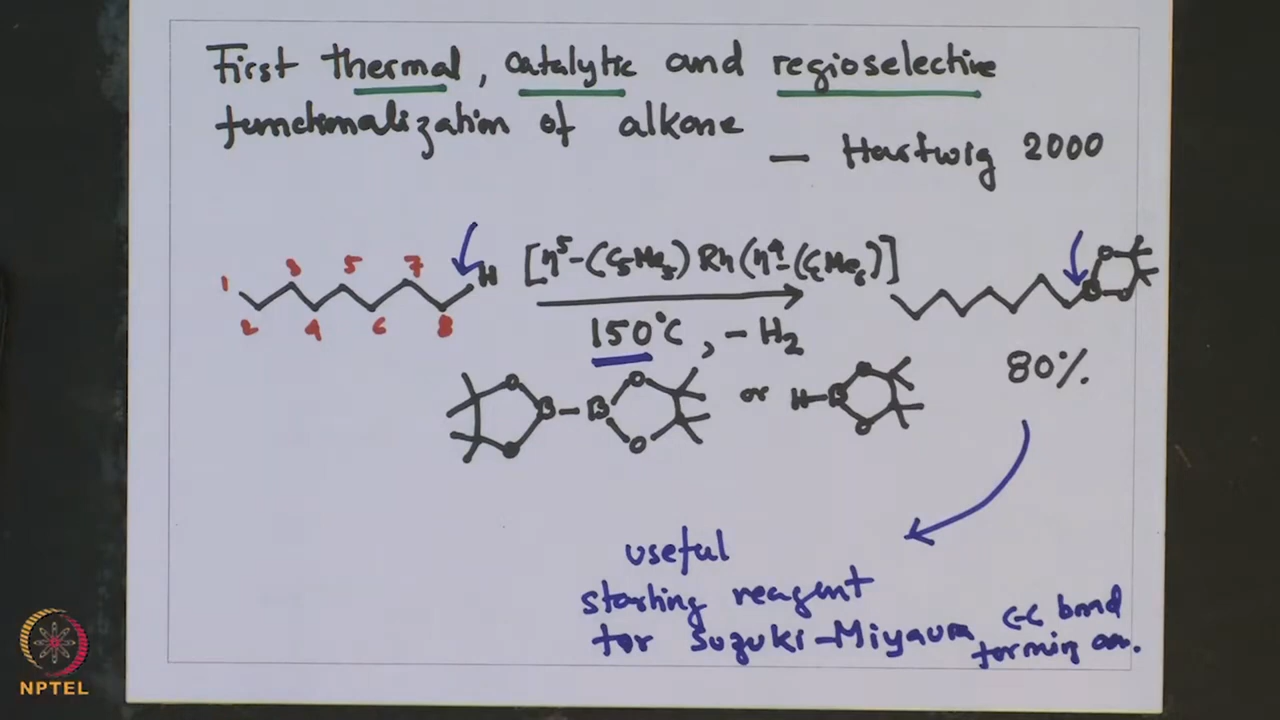 First thermal, catalytic and regioselective
functionalization of alkane
— Hartwig 2000
1 2 3 4 5 6 7 8 H
[η⁵-(C₅Me₅) Rh(η⁴-(C₆Me₆)]
150°C, -H₂
O B-B O O O or H-B O O
B O O
80%
useful
starting reagent
for Suzuki-Miyaura C-C bond
forming rxn.
NPTEL